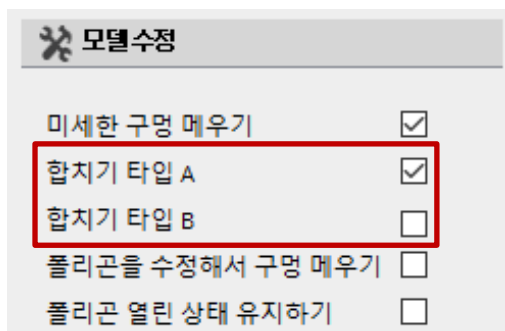 모델수정
미세한 구멍 메우기
합치기 타입 A
합치기 타입 B
폴리곤을 수정해서 구멍 메우기
폴리곤 열린 상태 유지하기